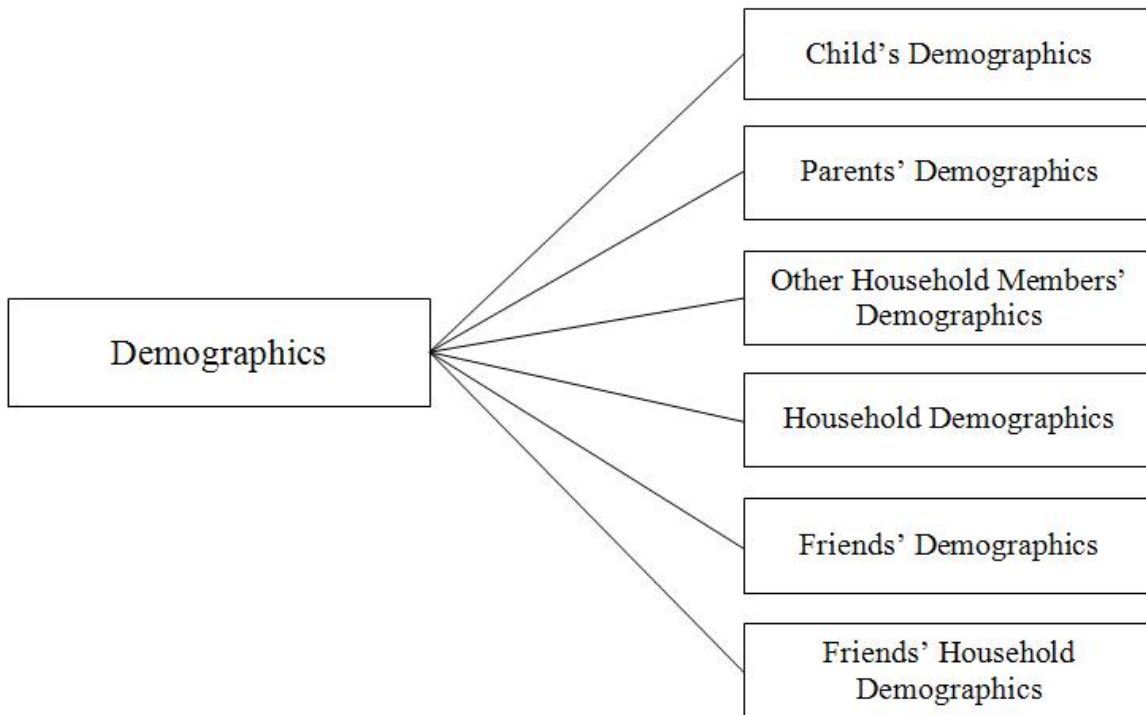 Child’s Demographics
Parents’ Demographics
Other Household Members’
Demographics
Demographics
Household Demographics
Friends’ Demographics
Friends’ Household
Demographics